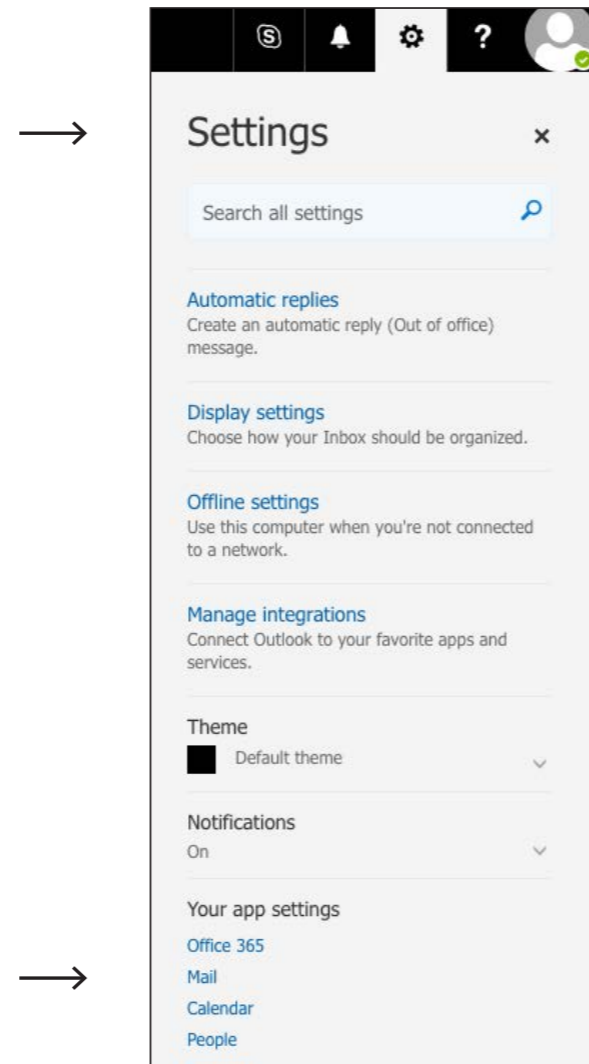 Settings
Search all settings
Automatic replies
Create an automatic reply (Out of office)
message.
Display settings
Choose how your Inbox should be organized.
Offline settings
Use this computer when you're not connected
to a network.
Manage integrations
Connect Outlook to your favorite apps and
services.
Theme
Default theme
Notifications
On
Your app settings
Office 365
Mail
Calendar
People